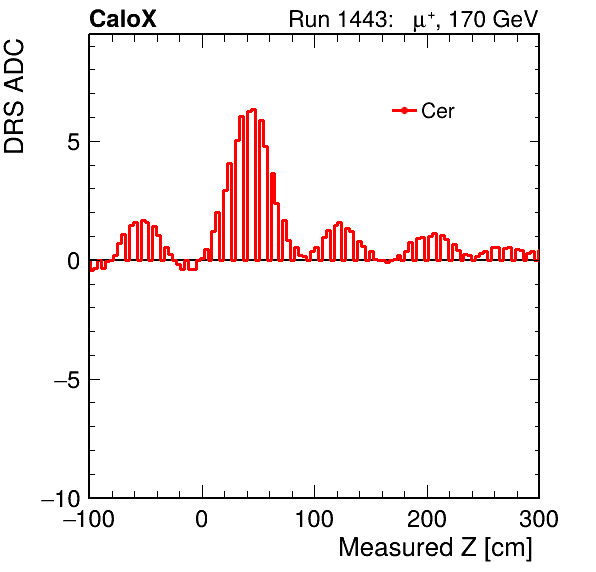 CaloX Run 1443: μ⁺, 170 GeV
DRS ADC
Cer
5
0
−5
−10
−100 0 100 200 300
Measured Z [cm]